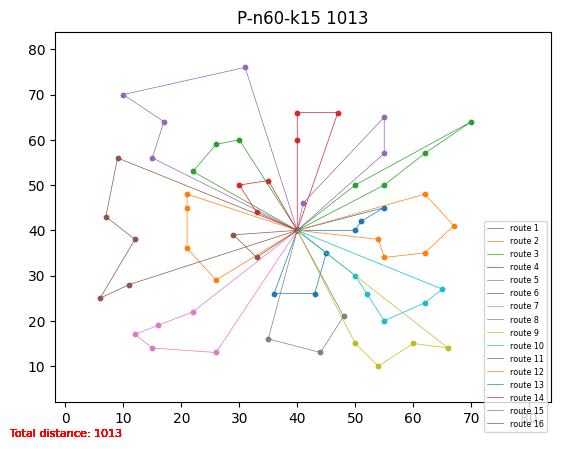 P-n60-k15 1013
80
70
60
50
40
30
20
10
0 10 20 30 40 50 60 70 80
route 1
route 2
route 3
route 4
route 5
route 6
route 7
route 8
route 9
route 10
route 11
route 12
route 13
route 14
route 15
route 16
Total distance: 1013